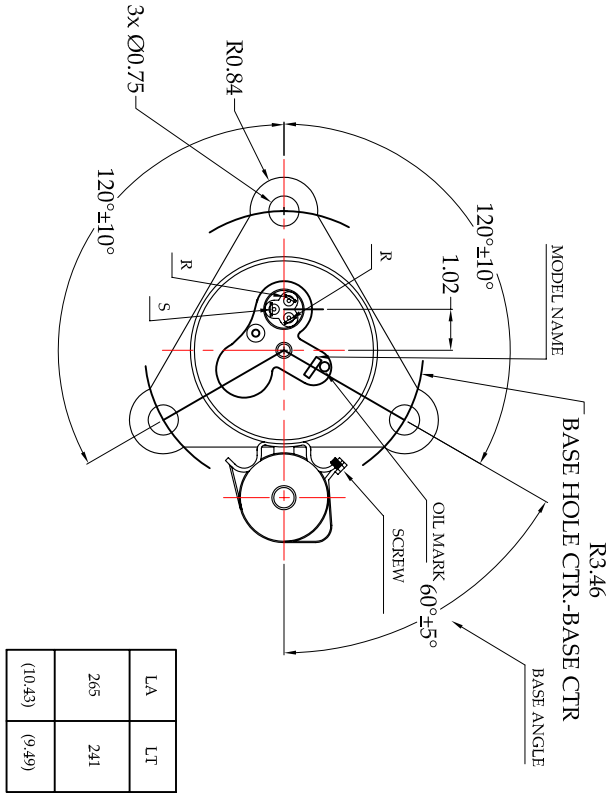 3x Ø0.75
R0.84
120°±10°
120°±10°
R
S
R
1.02
MODEL NAME
R3.46
BASE HOLE CTR.-BASE CTR
OIL MARK
SCREW
60°±5°
BASE ANGLE
LA LT
265 241
(10.43) (9.49)